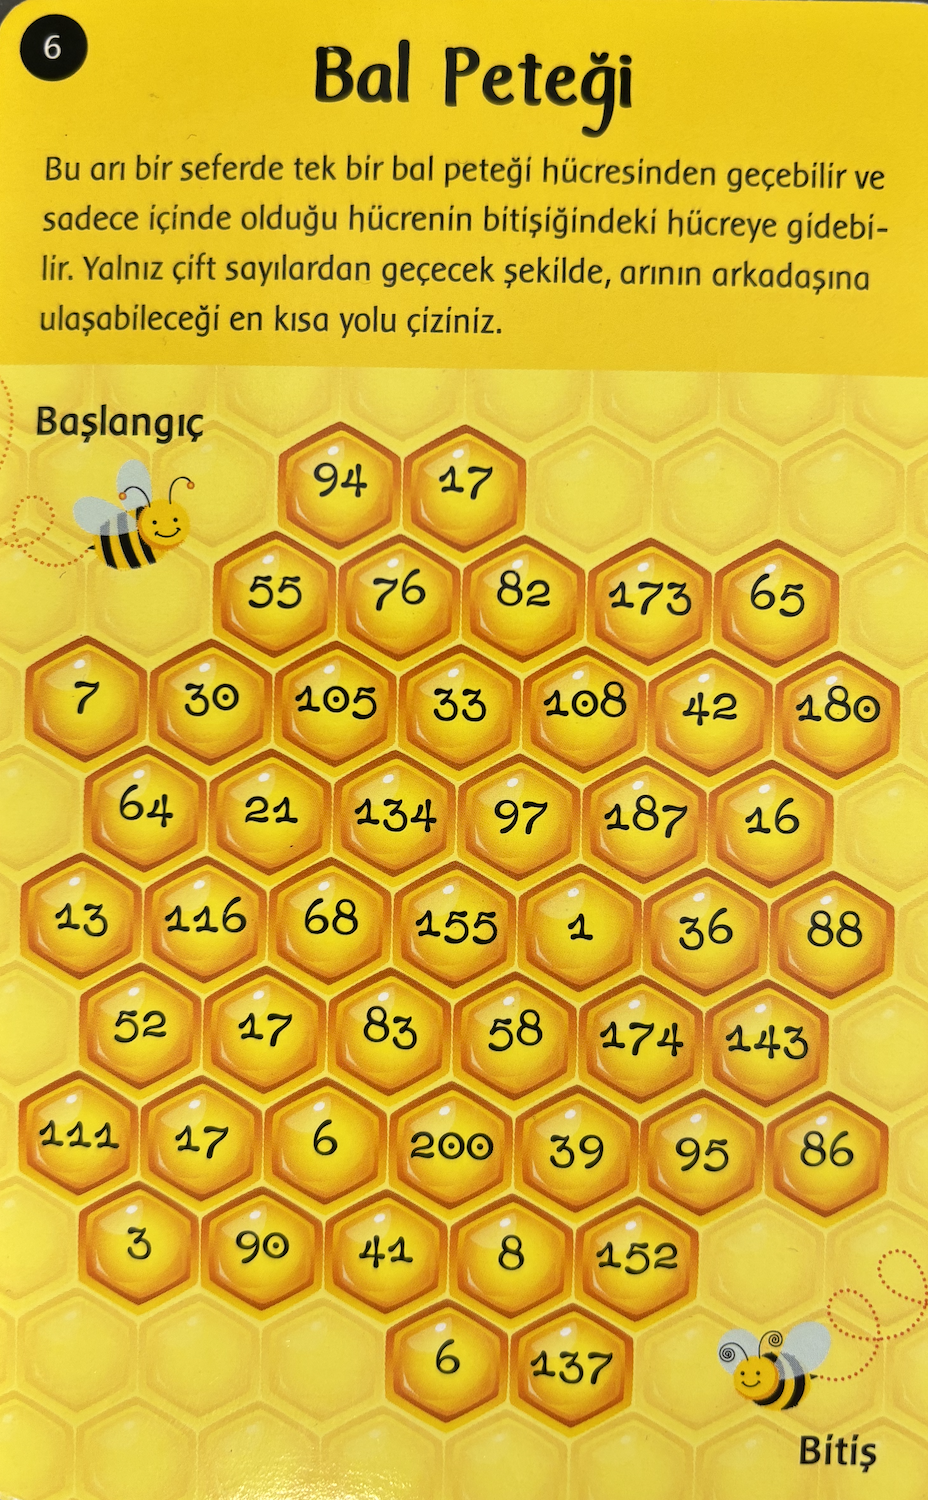 6
Bal Peteği
Bu arı bir seferde tek bir bal peteği hücresinden geçebilir ve
sadece içinde olduğu hücrenin bitişiğindeki hücreye gidebi-
lir. Yalnız çift sayılardan geçecek şekilde, arının arkadaşına
ulaşabileceği en kısa yolu çiziniz.
Başlangıç
94 17
55 76 82 173 65
7 30 105 33 108 42 180
64 21 134 97 187 16
13 116 68 155 1 36 88
52 17 83 58 174 143
111 17 6 200 39 95 86
3 90 41 8 152
6 137
Bitiş